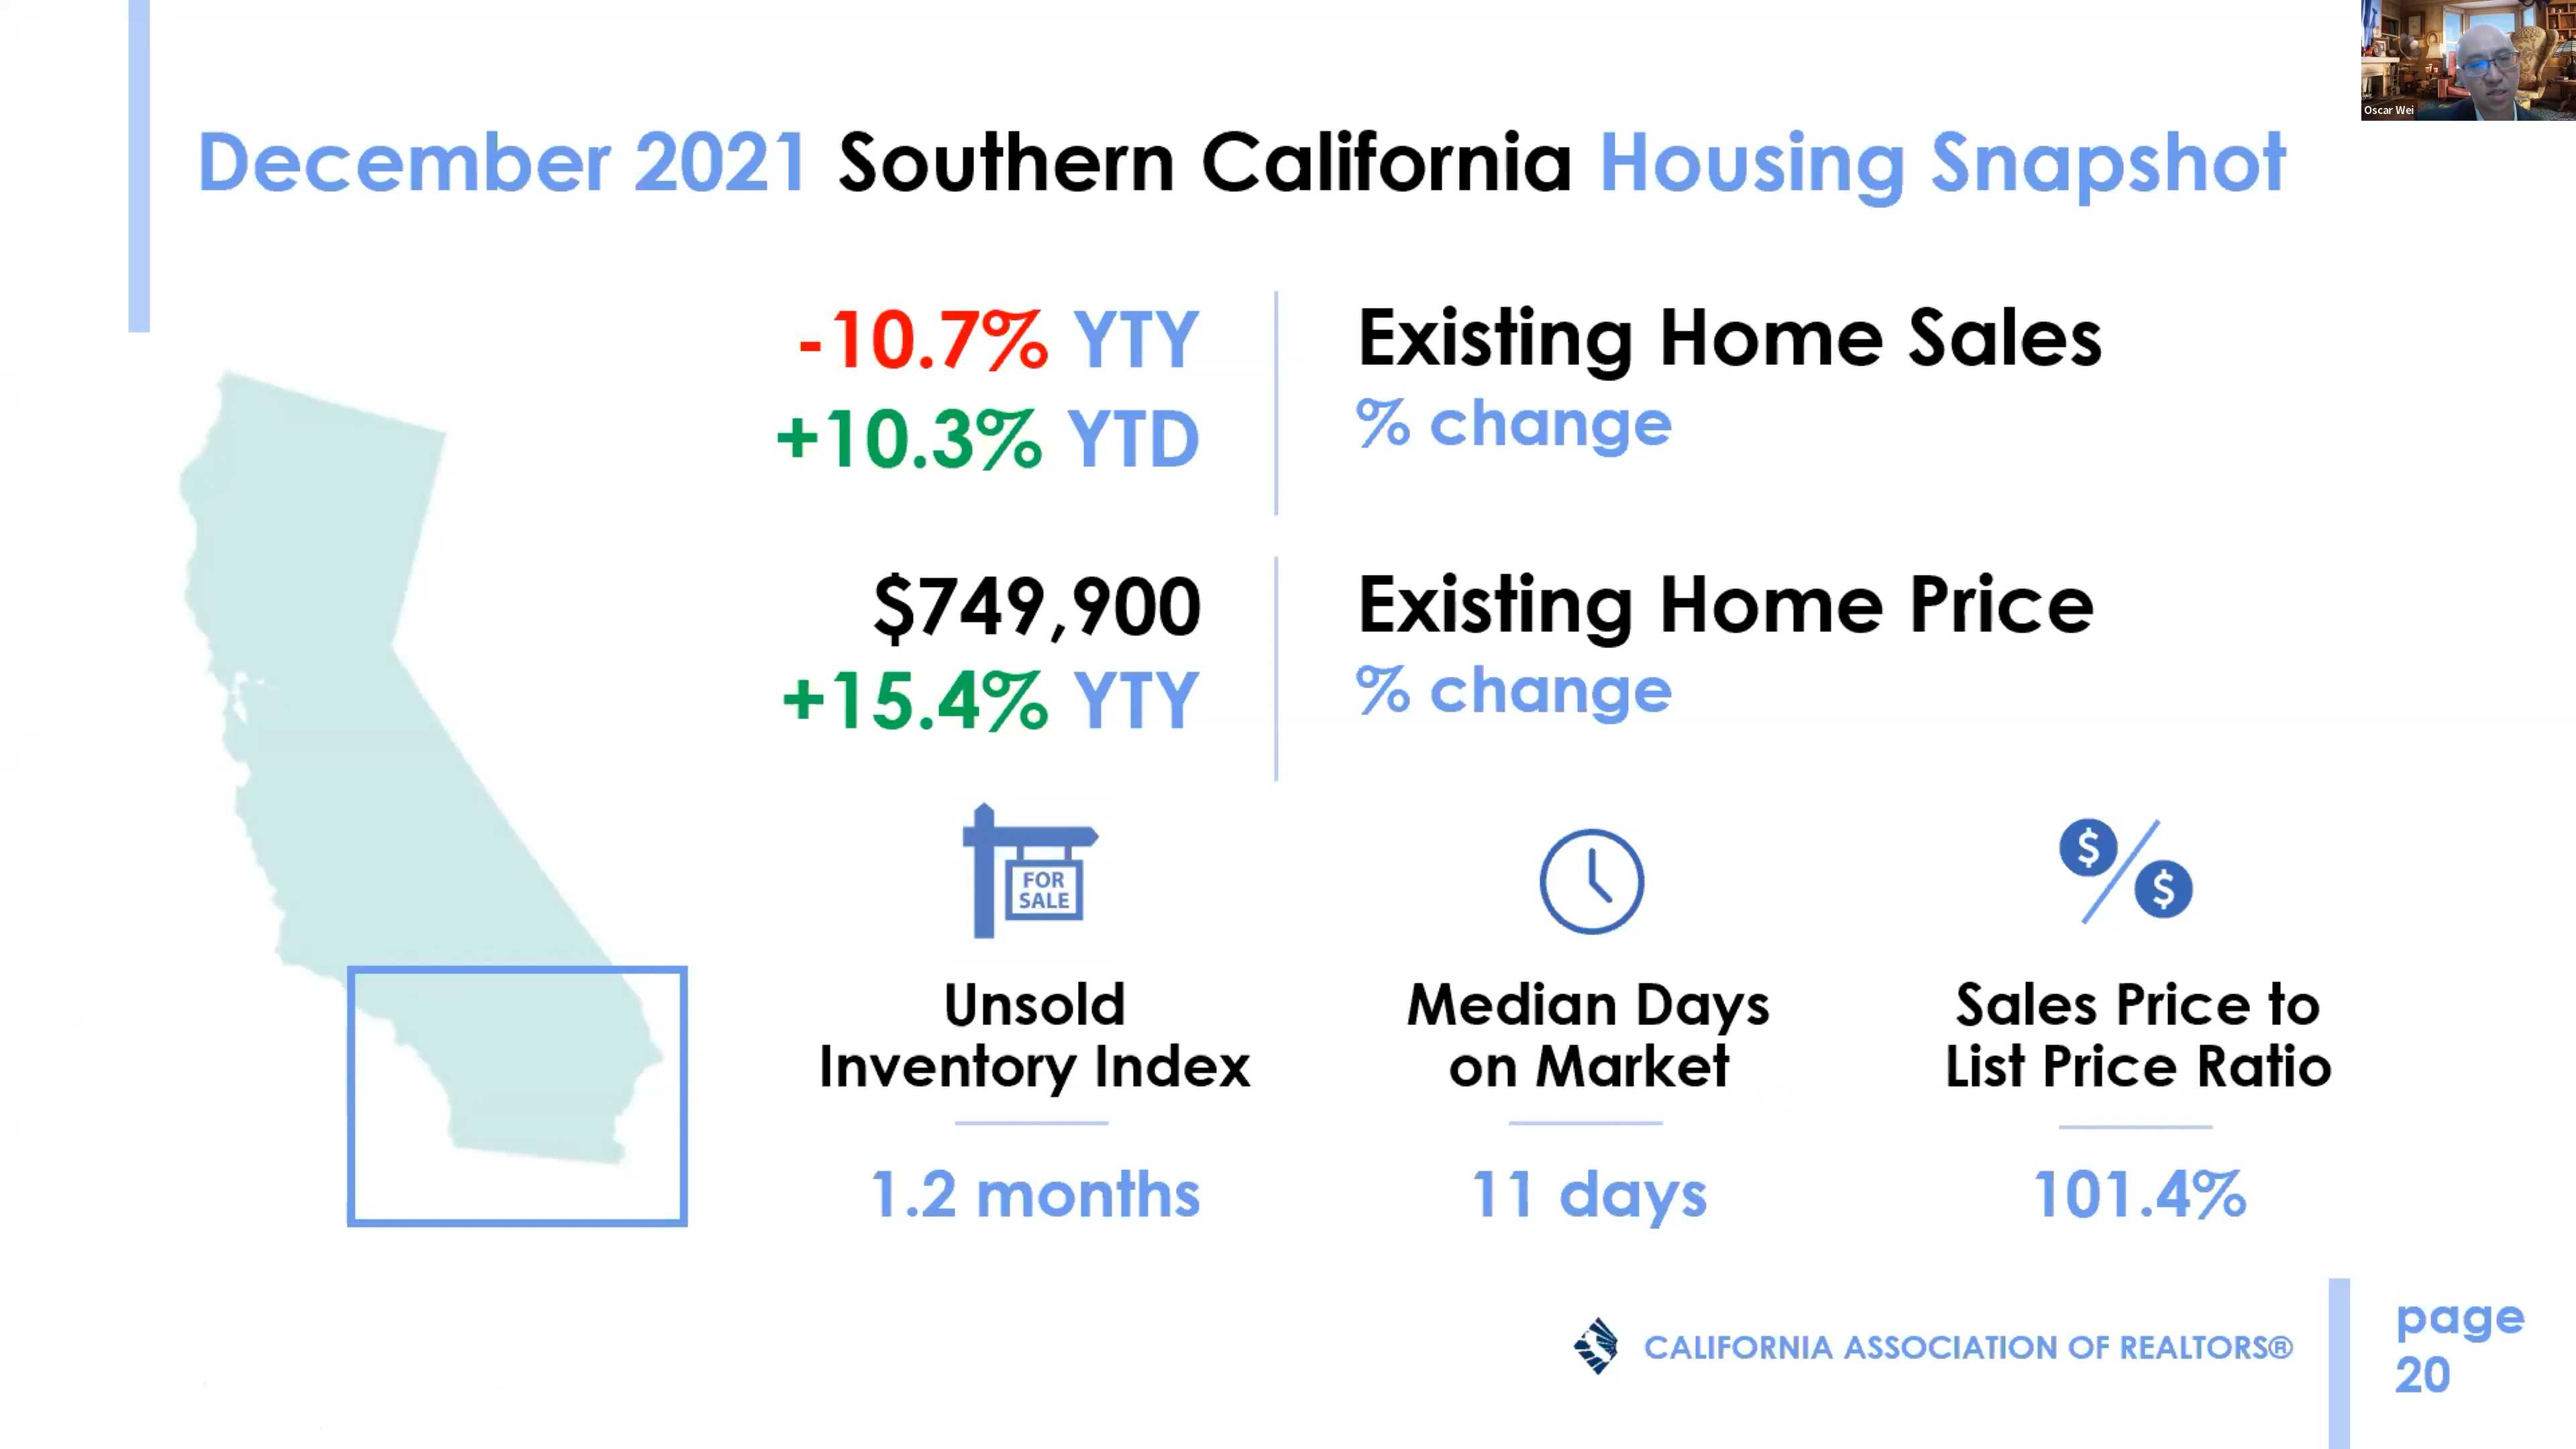 Oscar Wei
December 2021 Southern California Housing Snapshot
-10.7% YTY
+10.3% YTD
Existing Home Sales
% change
$749,900
+15.4% YTY
Existing Home Price
% change
FOR
SALE
Unsold
Inventory Index
1.2 months
Median Days
on Market
11 days
$/$
Sales Price to
List Price Ratio
101.4%
CALIFORNIA ASSOCIATION OF REALTORS®
page
20